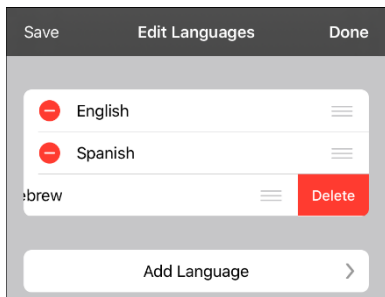 Save Edit Languages Done
English
Spanish
ebrew Delete
Add Language